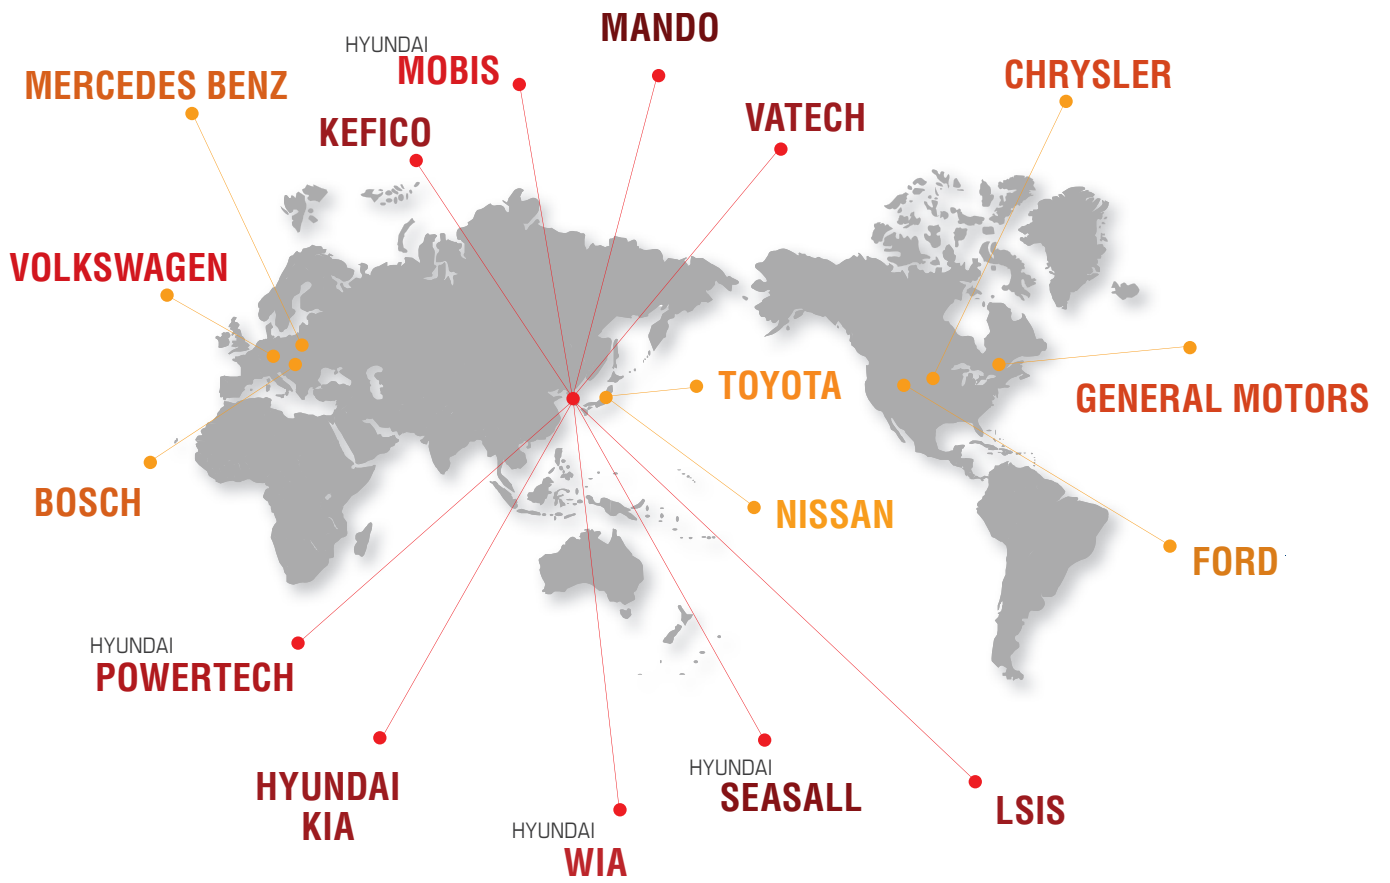 MANDO
HYUNDAI
MOBIS
CHRYSLER
MERCEDES BENZ
VATECH
KEFICO
VOLKSWAGEN
TOYOTA
GENERAL MOTORS
BOSCH
NISSAN
FORD
HYUNDAI
POWERTECH
HYUNDAI
KIA
HYUNDAI
SEASALL
LSIS
HYUNDAI
WIA